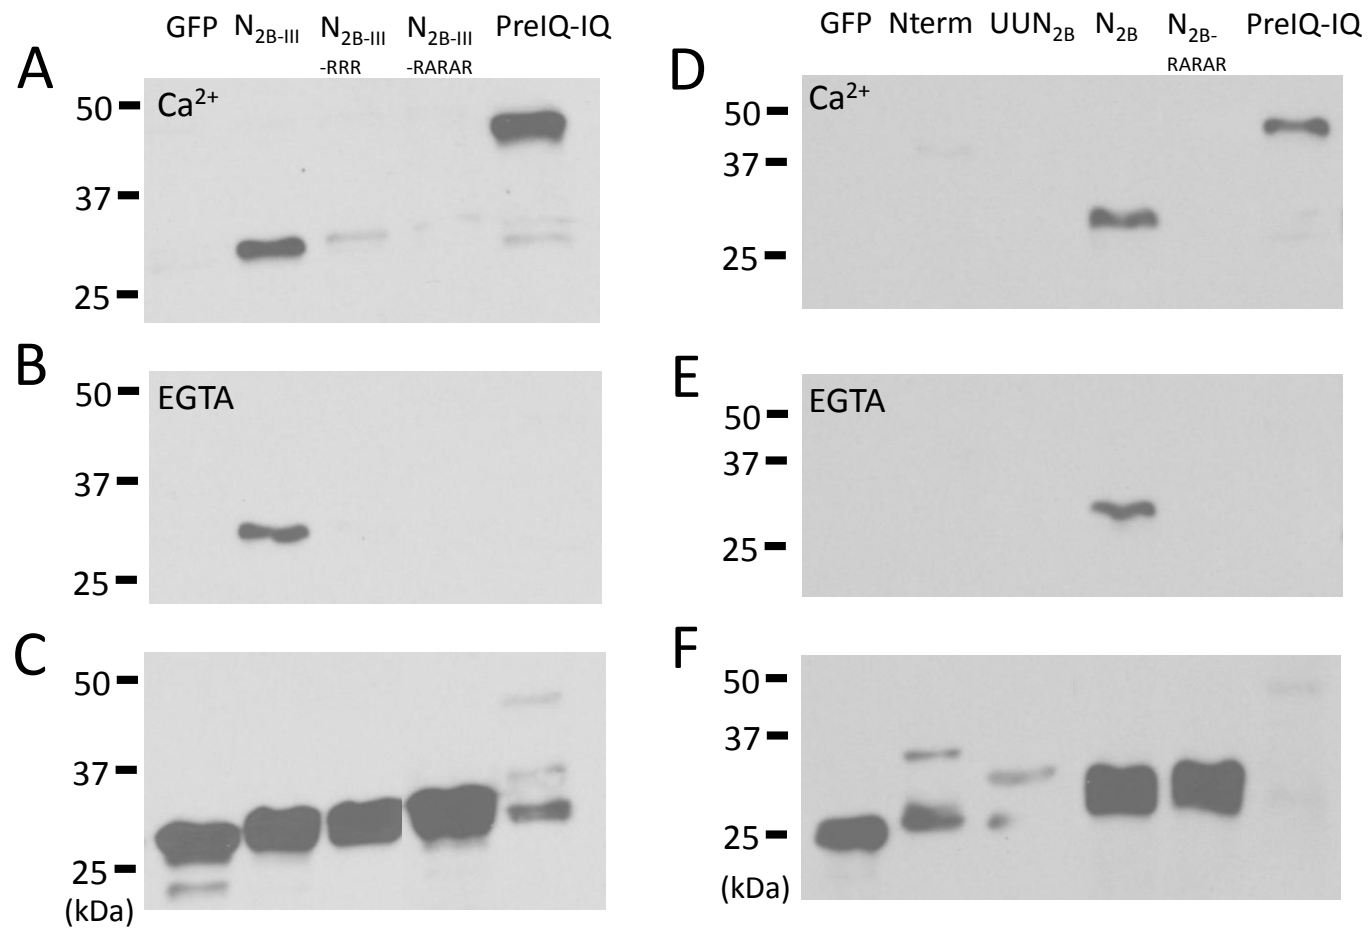 GFP N2B-III N2B-III -RRR N2B-III -RARAR PreIQ-IQ
A
Ca2+
50
37
25
B
EGTA
50
37
25
C
50
37
25
(kDa)
GFP Nterm UUN2B N2B N2B- RARAR PreIQ-IQ
D
Ca2+
50
37
25
E
EGTA
50
37
25
F
50
37
25
(kDa)